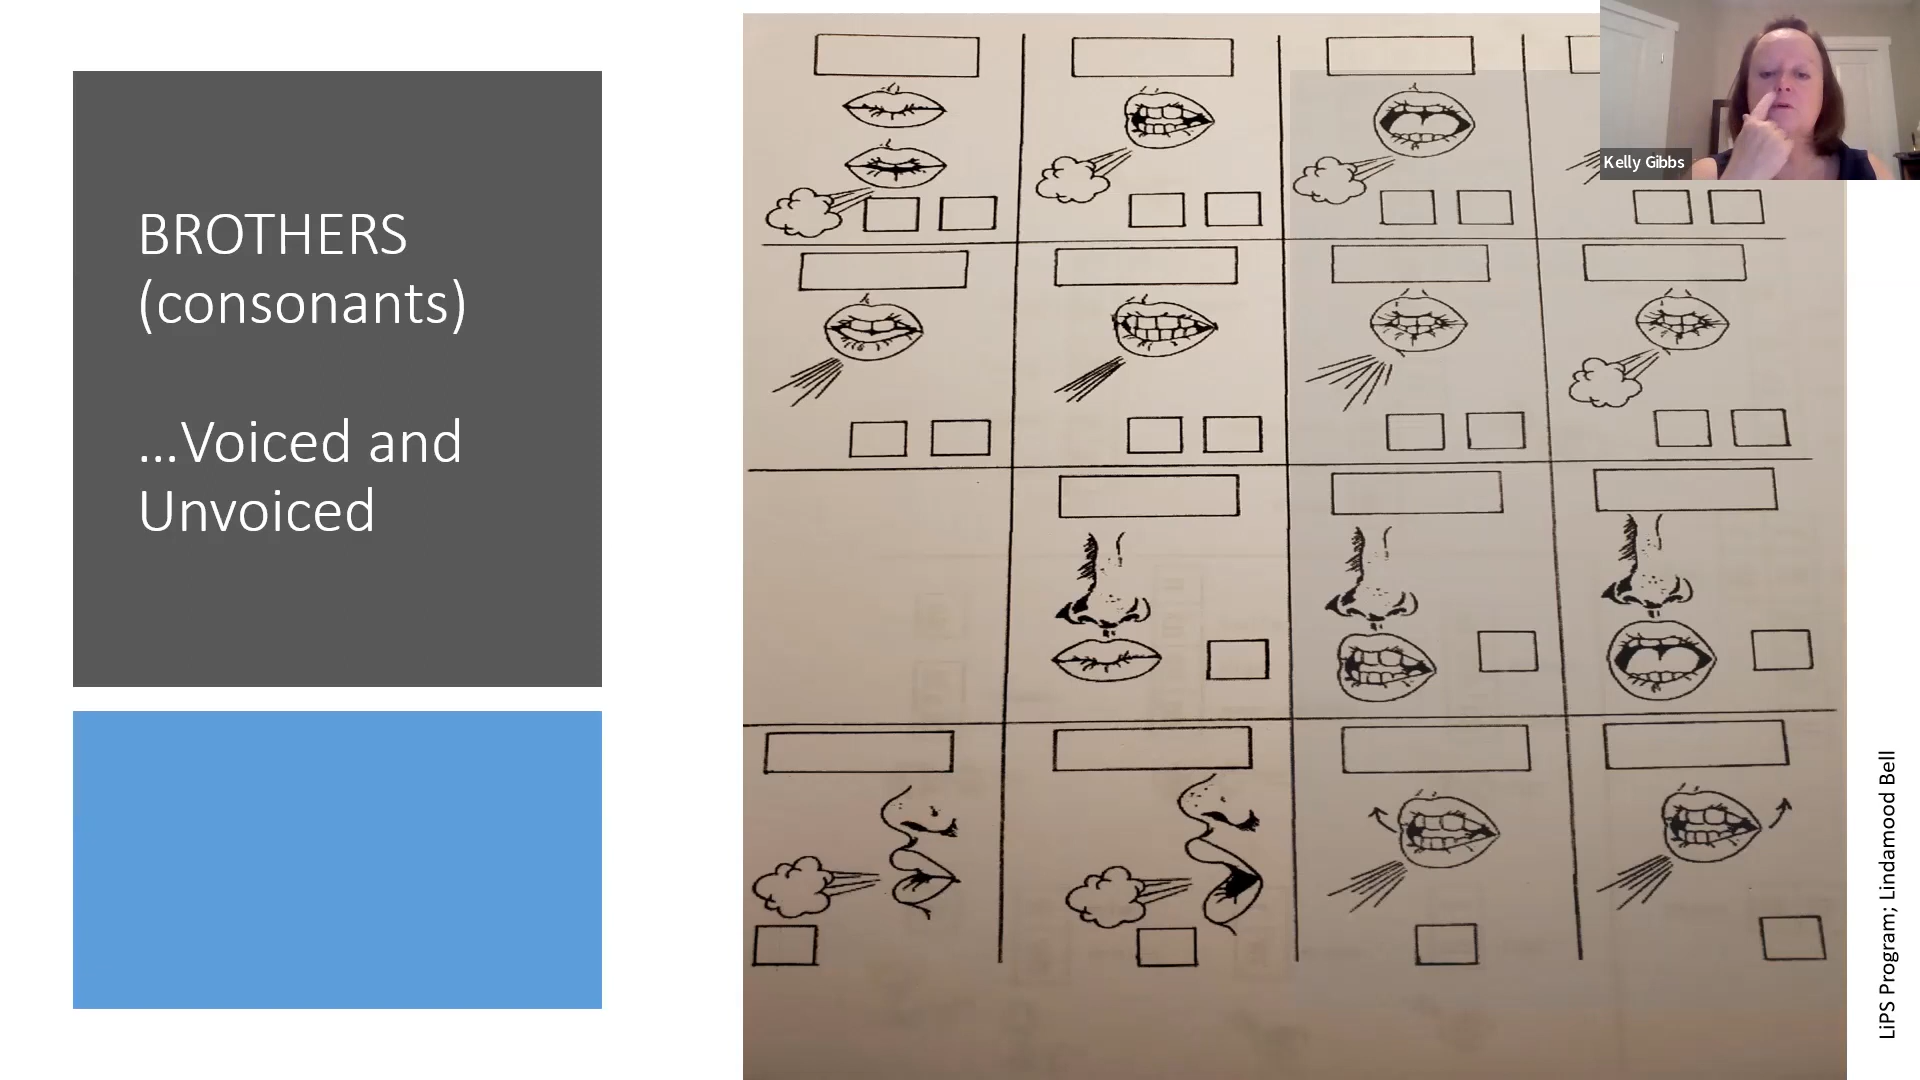 BROTHERS
(consonants)
...Voiced and
Unvoiced
Kelly Gibbs
LiPS Program; Lindamood Bell